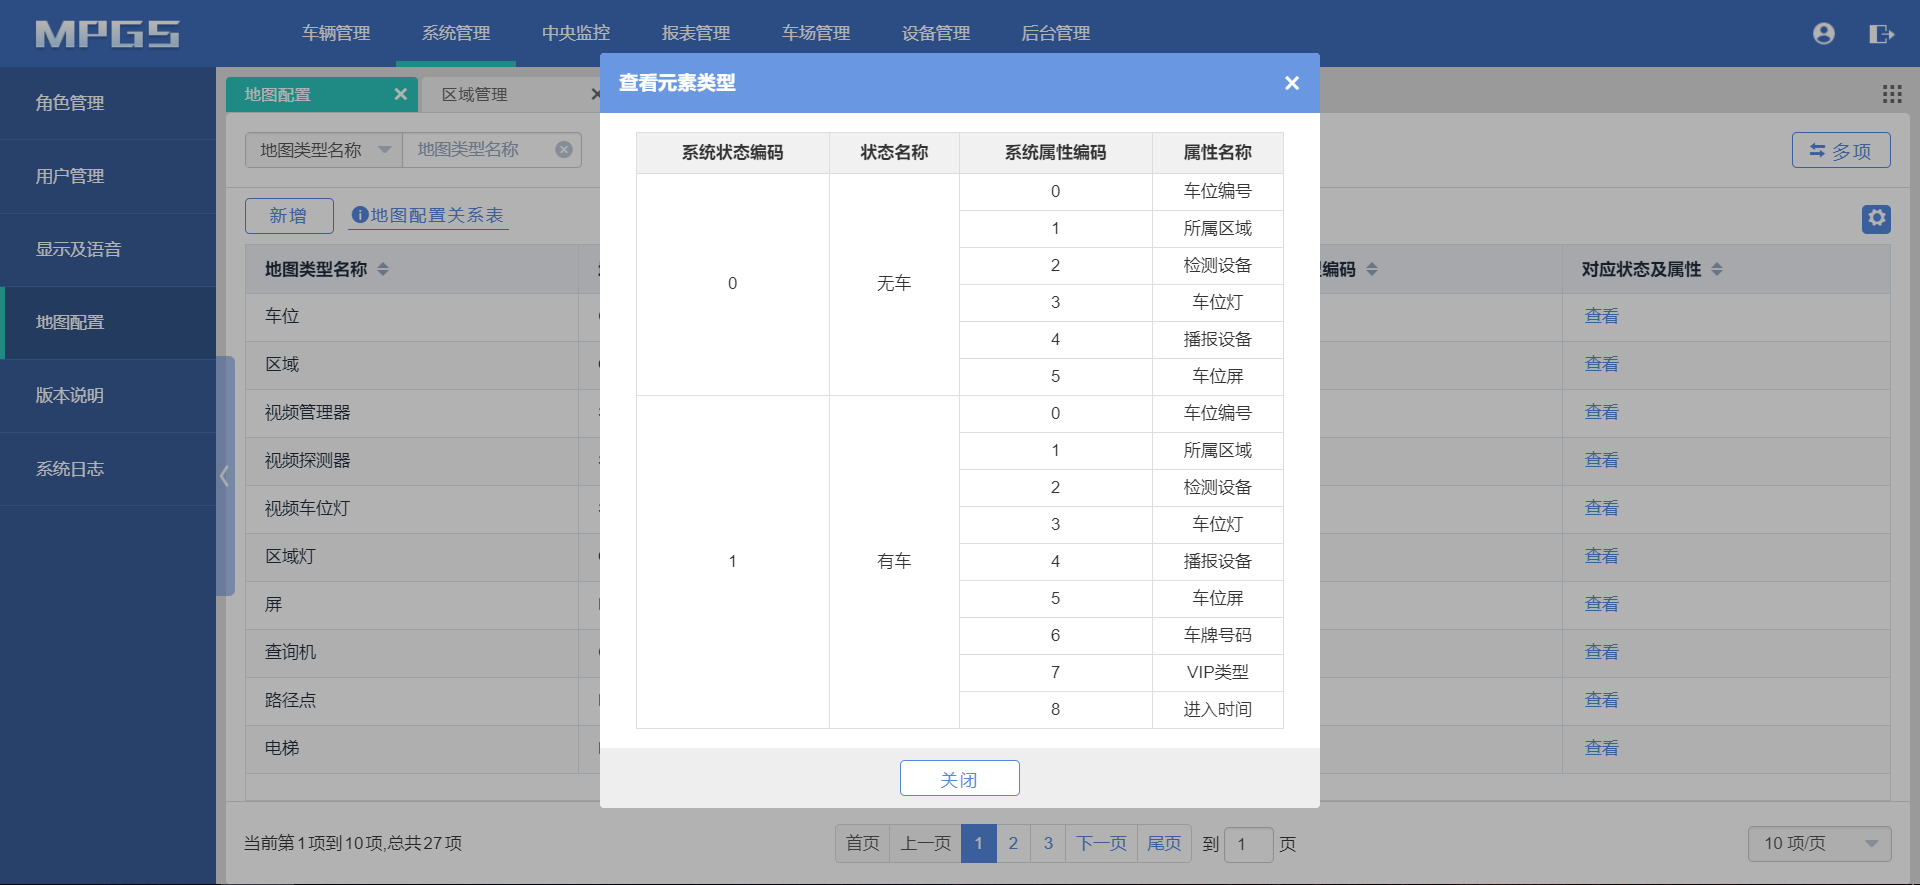 MPGS 车辆管理 系统管理 中央监控 报表管理 车场管理 设备管理 后台管理
角色管理
用户管理
显示及语音
地图配置
版本说明
系统日志
地图配置 区域管理
地图类型名称 地图类型名称 多项
新增 地图配置关系表
地图类型名称 编码 对应状态及属性
车位 查看
区域 查看
视频管理器 查看
视频探测器 查看
视频车位灯 查看
区域灯 查看
屏 查看
查询机 查看
路径点 查看
电梯 查看
当前第1项到10项,总共27项 首页 上一页 1 2 3 下一页 尾页 到 1 页 10 项/页
查看元素类型
系统状态编码 状态名称 系统属性编码 属性名称
0 无车
0 车位编号
1 所属区域
2 检测设备
3 车位灯
4 播报设备
5 车位屏
1 有车
0 车位编号
1 所属区域
2 检测设备
3 车位灯
4 播报设备
5 车位屏
6 车牌号码
7 VIP类型
8 进入时间
关闭